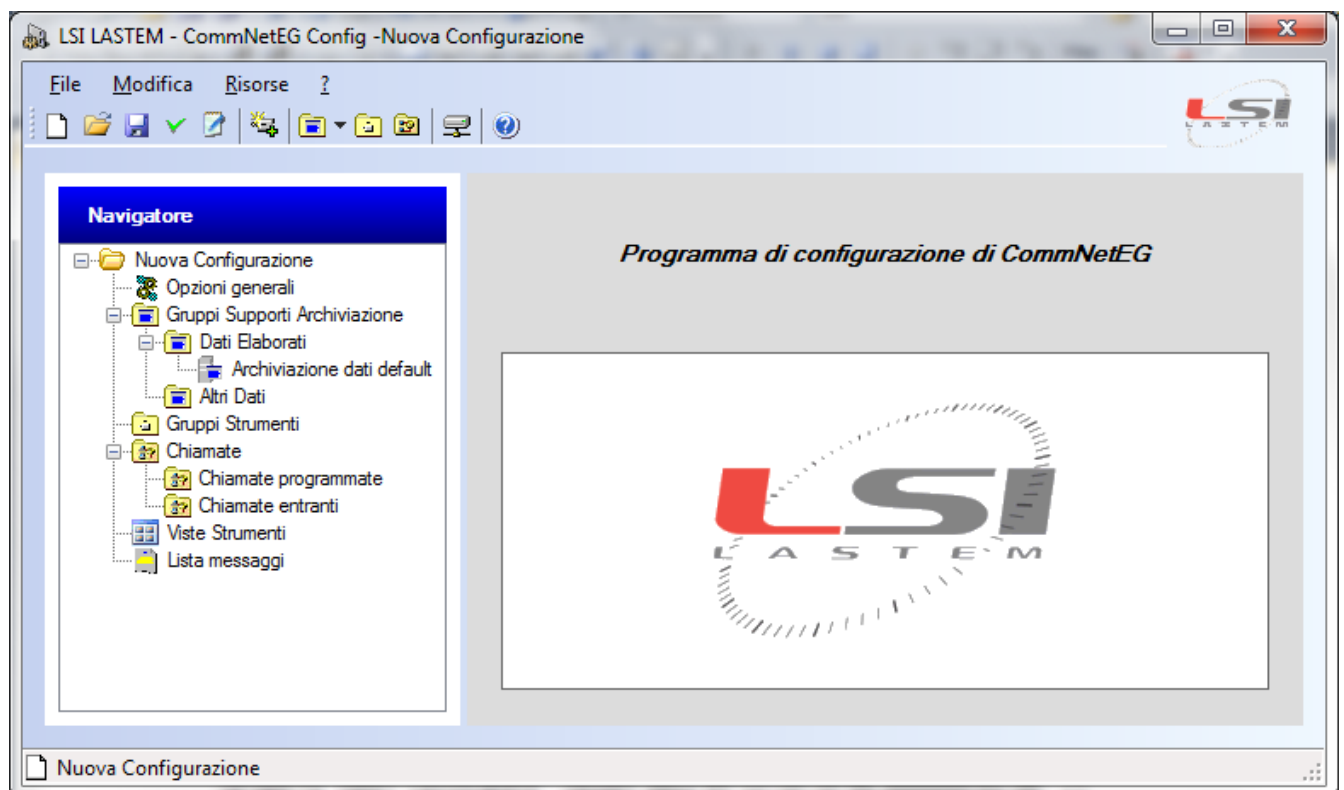 LSI LASTEM - CommNetEG Config -Nuova Configurazione
File Modifica Risorse ?
LSI
LASTEM
Navigatore
Nuova Configurazione
Opzioni generali
Gruppi Supporti Archiviazione
Dati Elaborati
Archiviazione dati default
Altri Dati
Gruppi Strumenti
Chiamate
Chiamate programmate
Chiamate entranti
Viste Strumenti
Lista messaggi
Programma di configurazione di CommNetEG
LSI
LASTEM
Nuova Configurazione